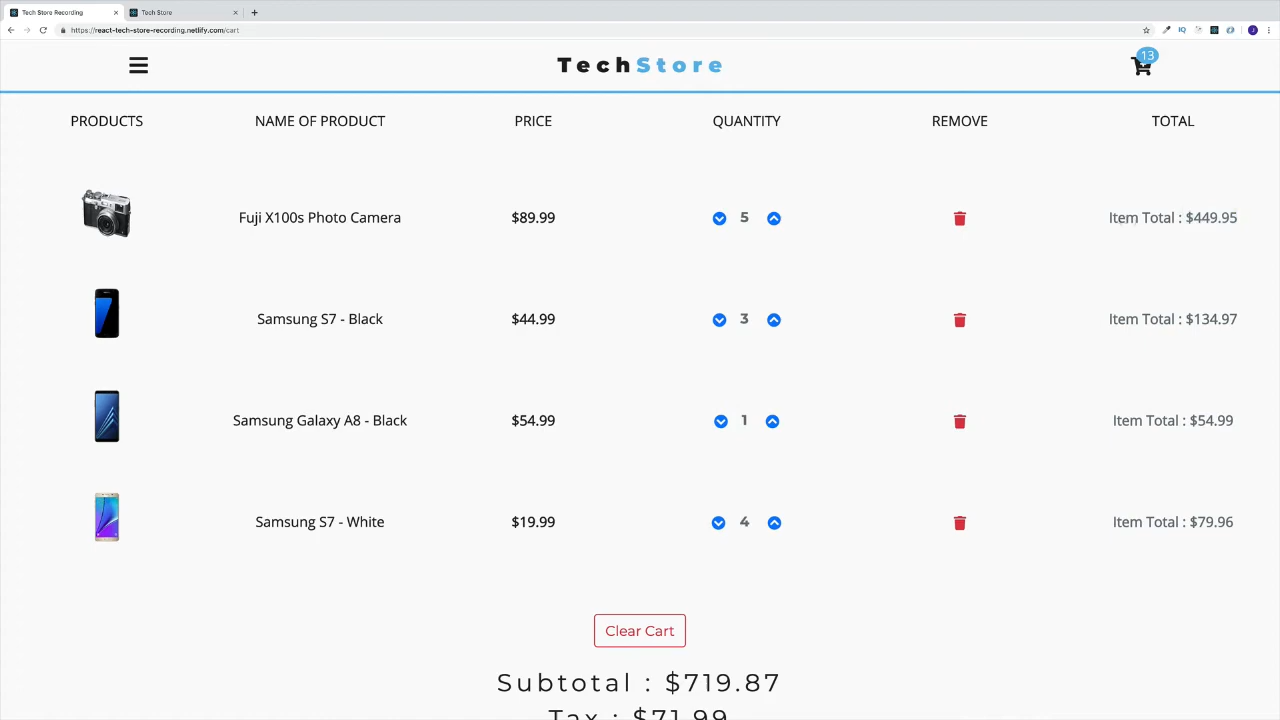 Tech Store Recording
Tech Store
https://react-tech-store-recording.netlify.com/cart
TechStore
13
PRODUCTS NAME OF PRODUCT PRICE QUANTITY REMOVE TOTAL
Fuji X100s Photo Camera $89.99 5 Item Total : $449.95
Samsung S7 - Black $44.99 3 Item Total : $134.97
Samsung Galaxy A8 - Black $54.99 1 Item Total : $54.99
Samsung S7 - White $19.99 4 Item Total : $79.96
Clear Cart
Subtotal : $719.87
Tax : $71.99